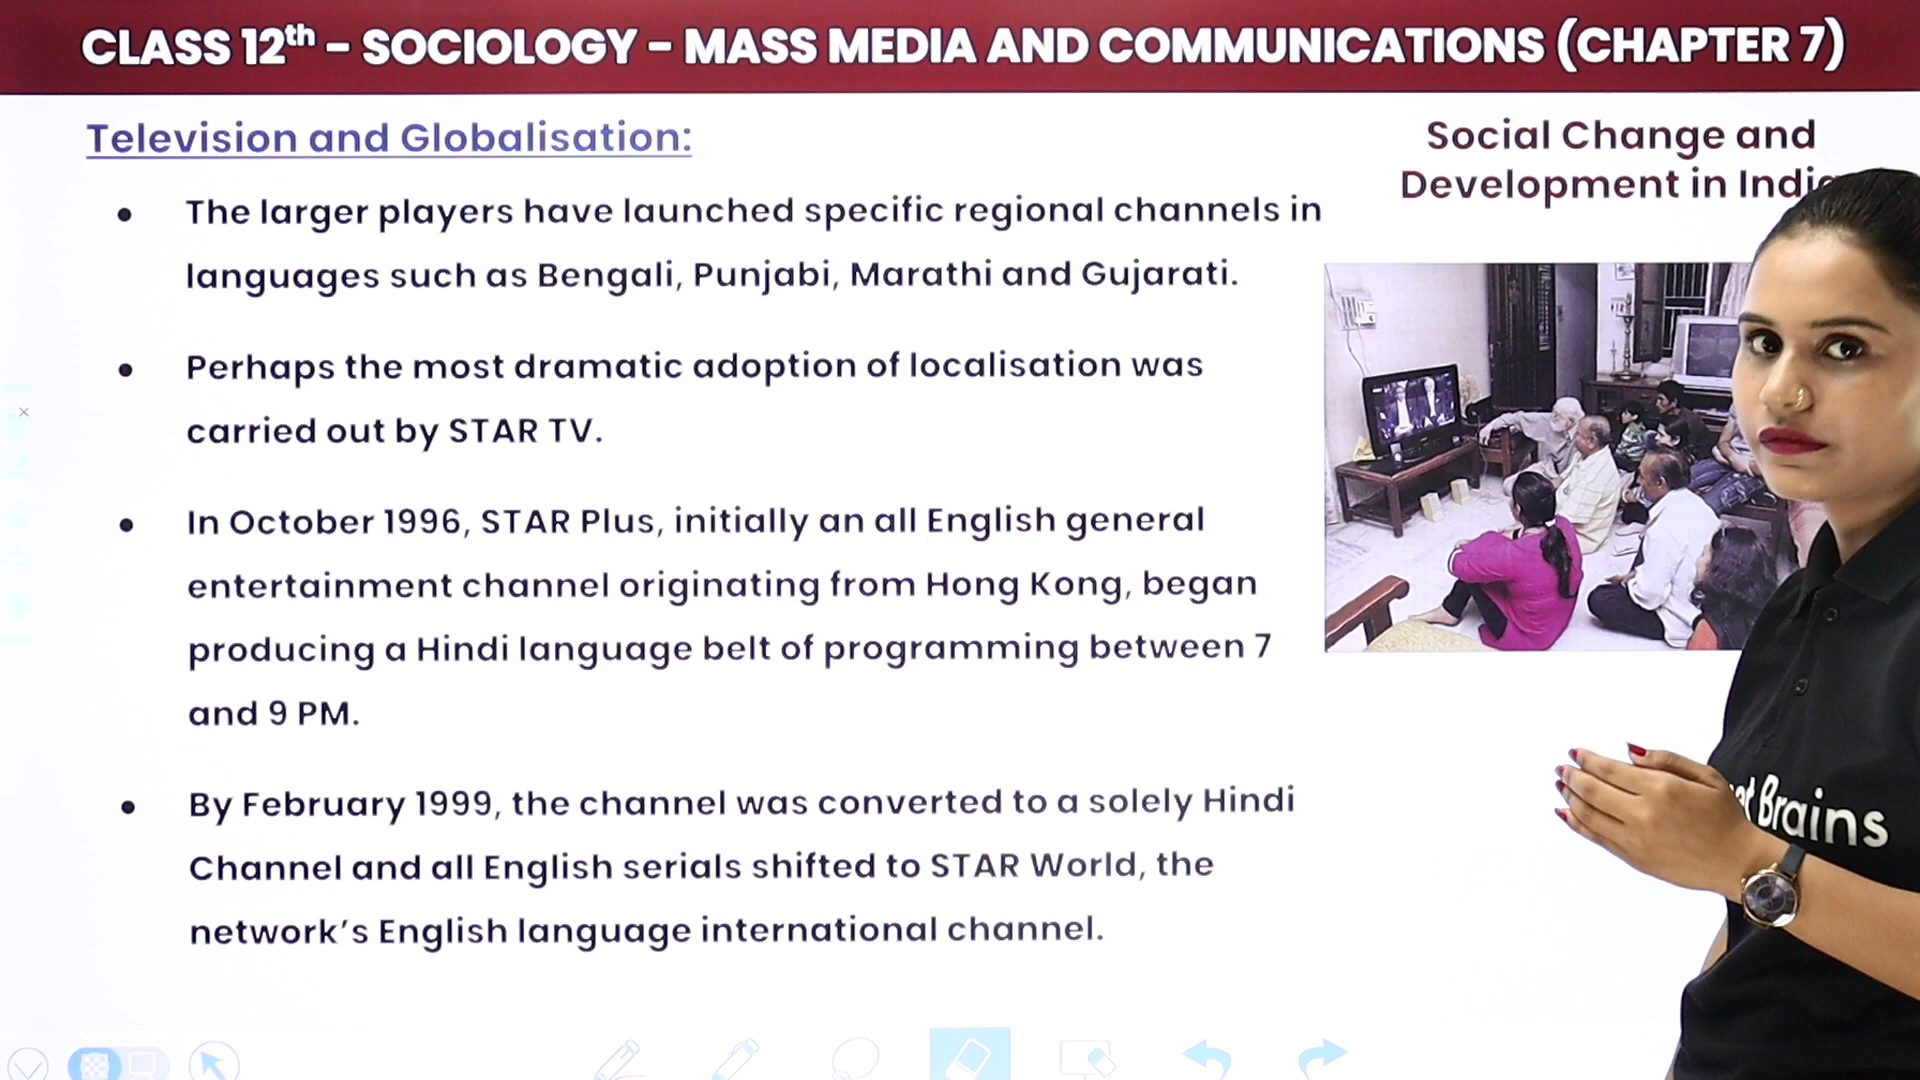 CLASS 12th – SOCIOLOGY – MASS MEDIA AND COMMUNICATIONS (CHAPTER 7)
Television and Globalisation:
• The larger players have launched specific regional channels in
languages such as Bengali, Punjabi, Marathi and Gujarati.
• Perhaps the most dramatic adoption of localisation was
carried out by STAR TV.
• In October 1996, STAR Plus, initially an all English general
entertainment channel originating from Hong Kong, began
producing a Hindi language belt of programming between 7
and 9 PM.
• By February 1999, the channel was converted to a solely Hindi
Channel and all English serials shifted to STAR World, the
network’s English language international channel.
Social Change and
Development in India
Brains